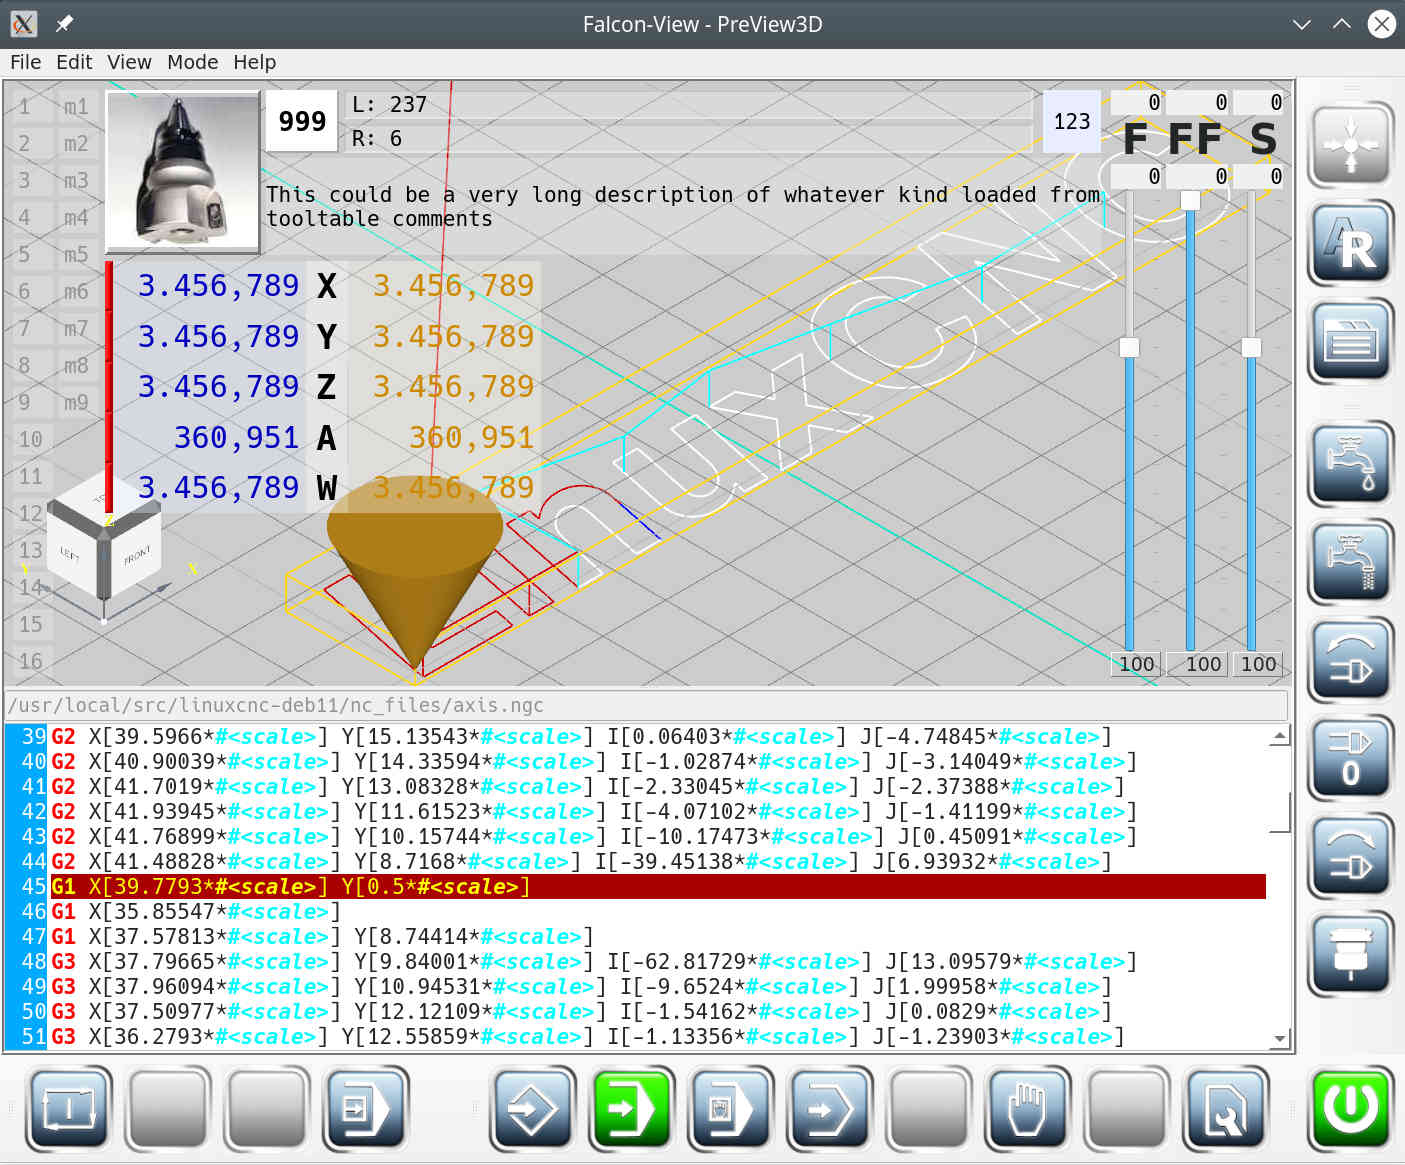 Falcon-View - PreView3D
File Edit View Mode Help
1 m1
2 m2
3 m3
4 m4
5 m5
6 m6
7 m7
8 m8
9 m9
10
11
12
13
14
15
16
999
L: 237
R: 6
123
This could be a very long description of whatever kind loaded from
tooltable comments
0 0 0
F FF S
0 0 0
100 100 100
3.456,789 X 3.456,789
3.456,789 Y 3.456,789
3.456,789 Z 3.456,789
360,951 A 360,951
3.456,789 W 3.456,789
Z
LEFT FRONT
Y X
LINUXCNC
/usr/local/src/linuxcnc-deb11/nc_files/axis.ngc
39 G2 X[39.5966*#<scale>] Y[15.13543*#<scale>] I[0.06403*#<scale>] J[-4.74845*#<scale>]
40 G2 X[40.90039*#<scale>] Y[14.33594*#<scale>] I[-1.02874*#<scale>] J[-3.14049*#<scale>]
41 G2 X[41.7019*#<scale>] Y[13.08328*#<scale>] I[-2.33045*#<scale>] J[-2.37388*#<scale>]
42 G2 X[41.93945*#<scale>] Y[11.61523*#<scale>] I[-4.07102*#<scale>] J[-1.41199*#<scale>]
43 G2 X[41.76899*#<scale>] Y[10.15744*#<scale>] I[-10.17473*#<scale>] J[0.45091*#<scale>]
44 G2 X[41.48828*#<scale>] Y[8.7168*#<scale>] I[-39.45138*#<scale>] J[6.93932*#<scale>]
45 G1 X[39.7793*#<scale>] Y[0.5*#<scale>]
46 G1 X[35.85547*#<scale>]
47 G1 X[37.57813*#<scale>] Y[8.74414*#<scale>]
48 G3 X[37.79665*#<scale>] Y[9.84001*#<scale>] I[-62.81729*#<scale>] J[13.09579*#<scale>]
49 G3 X[37.96094*#<scale>] Y[10.94531*#<scale>] I[-9.6524*#<scale>] J[1.99958*#<scale>]
50 G3 X[37.50977*#<scale>] Y[12.12109*#<scale>] I[-1.54162*#<scale>] J[0.0829*#<scale>]
51 G3 X[36.2793*#<scale>] Y[12.55859*#<scale>] I[-1.13356*#<scale>] J[-1.23903*#<scale>]
AR
0
I